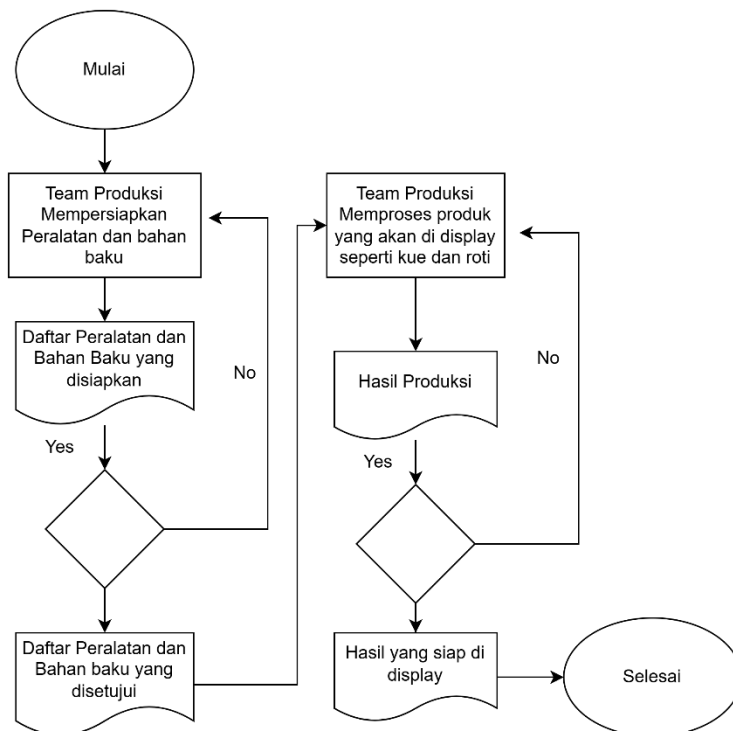 Mulai
Team Produksi
Mempersiapkan
Peralatan dan bahan
baku
Daftar Peralatan dan
Bahan Baku yang
disiapkan
No
Yes
Daftar Peralatan dan
Bahan baku yang
disetujui
Team Produksi
Memproses produk
yang akan di display
seperti kue dan roti
Hasil Produksi
No
Yes
Hasil yang siap di
display
Selesai